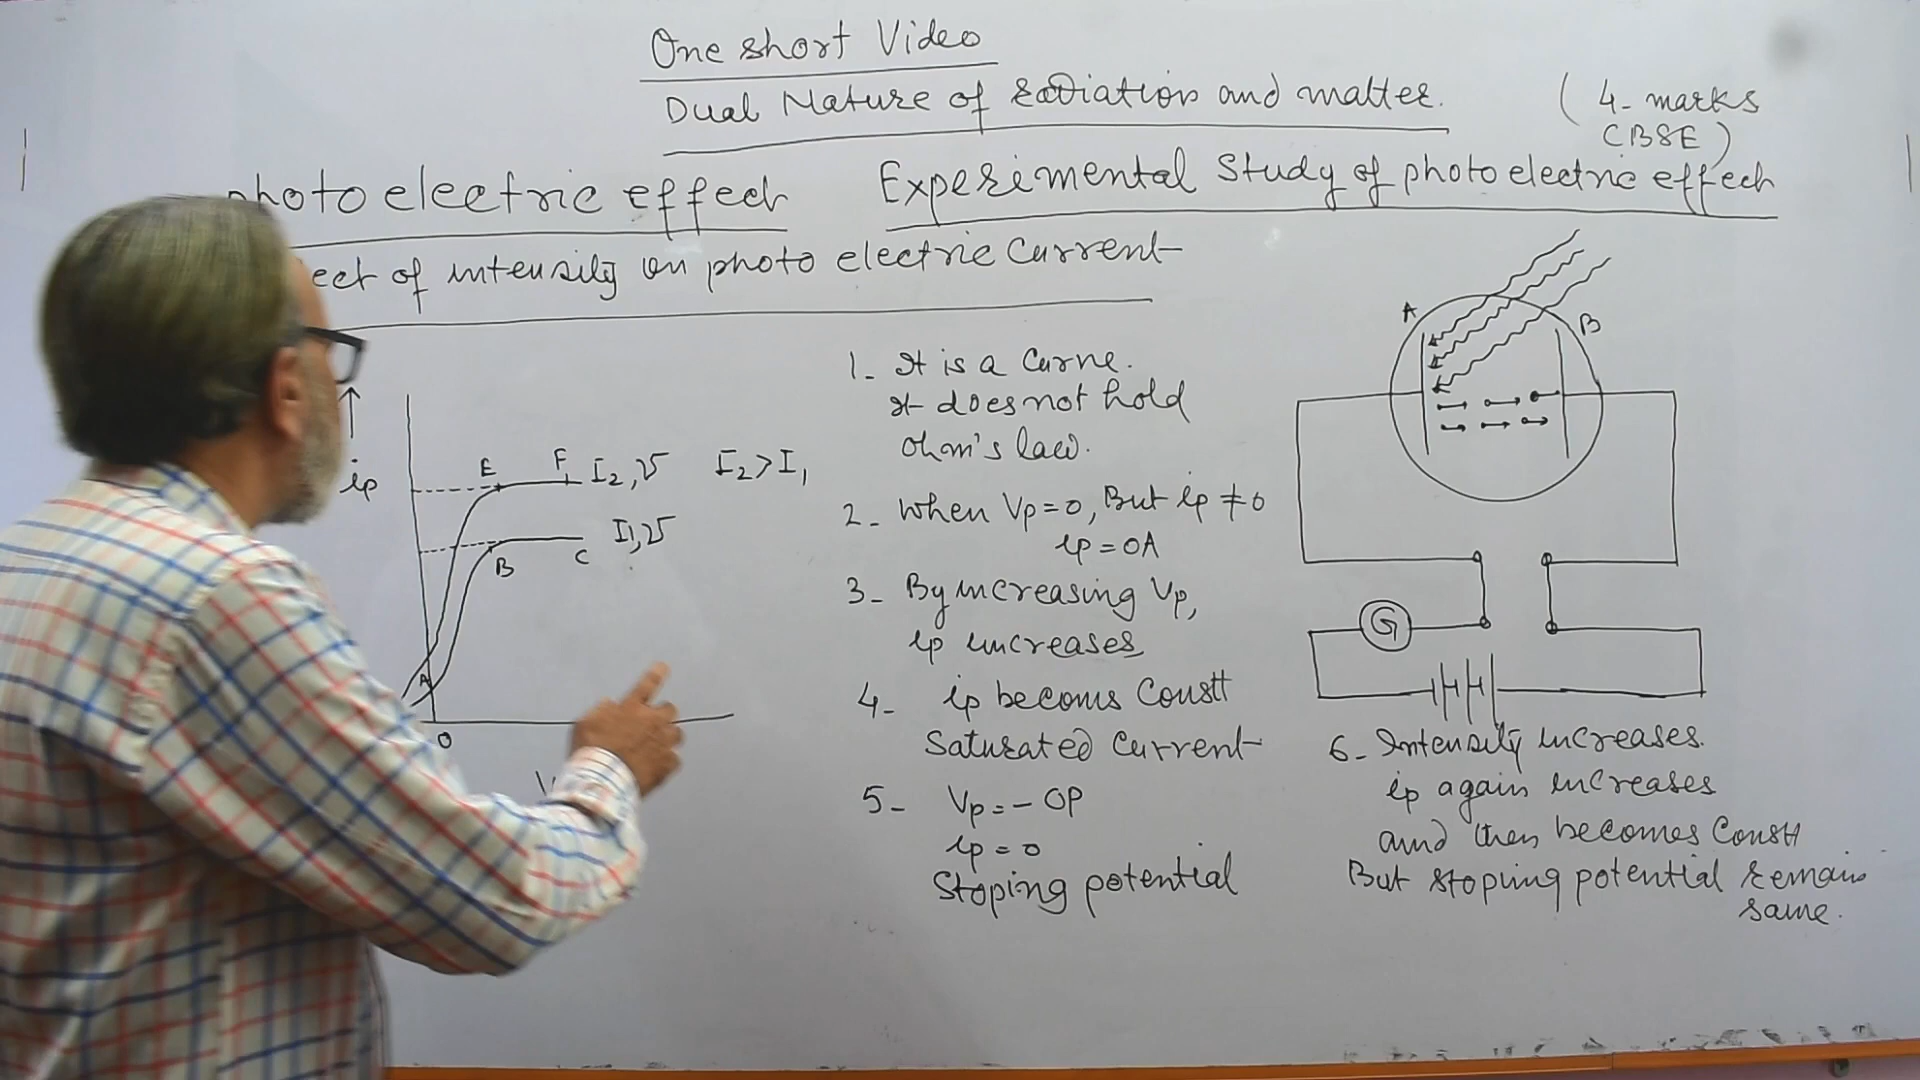 One short Video
Dual Nature of radiation and matter.
( 4- marks
CBSE )
photo electric effect
Experimental Study of photo electric effect
ect of intensity on photo electric Current
ip
E
F
I2, ν
I2 > I1
I1, ν
B
C
A
O
V
1- It is a Curve.
It does not hold
ohm's law.
2- When Vp = 0, But ip ≠ 0
ip = OA
3- By increasing Vp,
ip increases
4- ip becoms Constt
Saturated Current
5- Vp = - OP
ip = 0
Stoping potential
A
B
G
6- Intensity increases.
ip again increases
and then becomes Constt
But stoping potential remains
same.